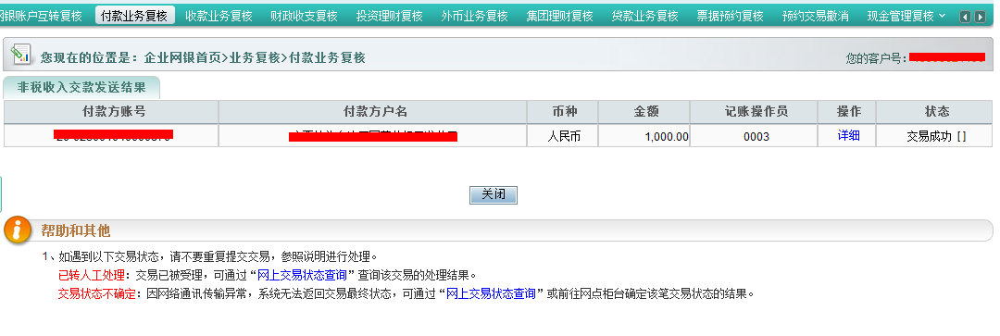 网银账户互转复核 付款业务复核 收款业务复核 财政收支复核 投资理财复核 外币业务复核 集团理财复核 贷款业务复核 票据预约复核 预约交易撤消 现金管理复核
您现在的位置是：企业网银首页>业务复核>付款业务复核 您的客户号：
非税收入交款发送结果
付款方账号 付款方户名 币种 金额 记账操作员 操作 状态
人民币 1,000.00 0003 详细 交易成功 [ ]
关闭
帮助和其他
1、如遇到以下交易状态，请不要重复提交交易，参照说明进行处理。
已转人工处理：交易已被受理，可通过“网上交易状态查询”查询该交易的处理结果。
交易状态不确定：因网络通讯传输异常，系统无法返回交易最终状态，可通过“网上交易状态查询”或前往网点柜台确定该笔交易状态的结果。